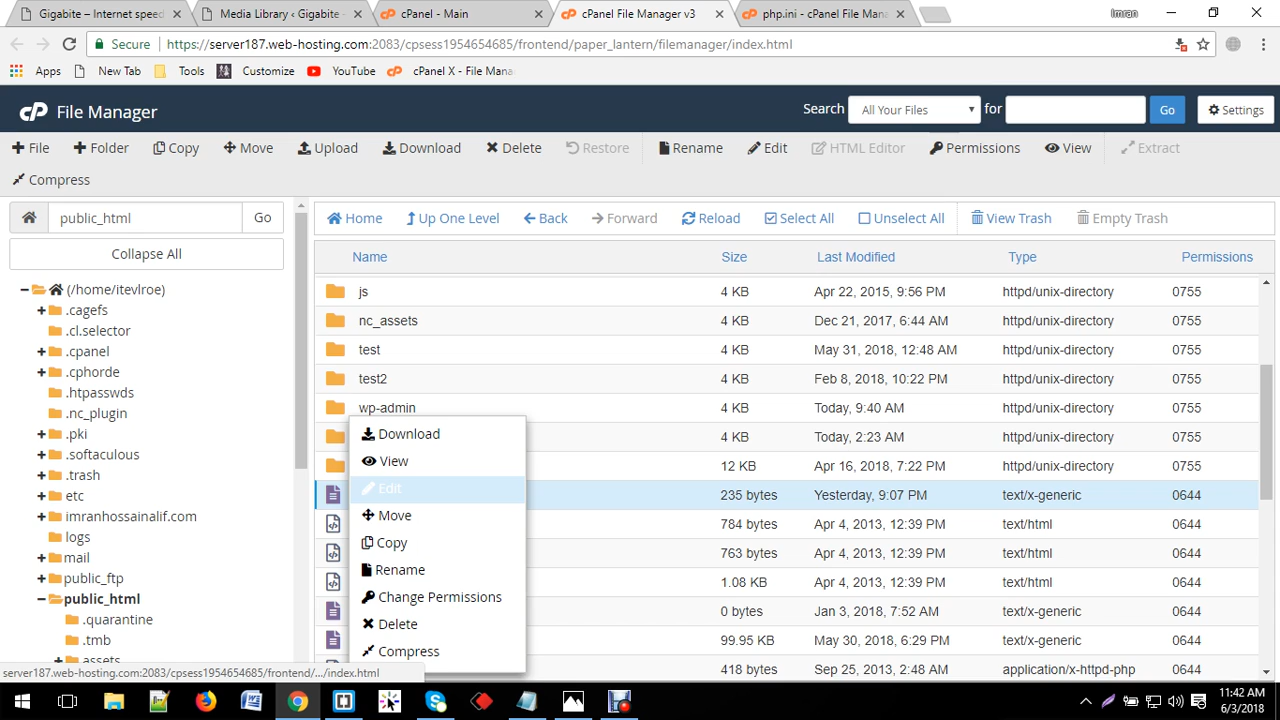 Gigabite – Internet speed
Media Library ‹ Gigabite –
cPanel - Main
cPanel File Manager v3
php.ini - cPanel File Man
Imran
Secure
https://server187.web-hosting.com:2083/cpsess1954654685/frontend/paper_lantern/filemanager/index.html
Apps
New Tab
Tools
Customize
YouTube
cPanel X - File Mana
cP File Manager
Search
All Your Files
for
Go
Settings
File
Folder
Copy
Move
Upload
Download
Delete
Restore
Rename
Edit
HTML Editor
Permissions
View
Extract
Compress
public_html
Go
Collapse All
(/home/itevlroe)
.cagefs
.cl.selector
.cpanel
.cphorde
.htpasswds
.nc_plugin
.pki
.softaculous
.trash
etc
imranhossainalif.com
logs
mail
public_ftp
public_html
.quarantine
.tmb
assets
Home
Up One Level
Back
Forward
Reload
Select All
Unselect All
View Trash
Empty Trash
Name Size Last Modified Type Permissions
js 4 KB Apr 22, 2015, 9:56 PM httpd/unix-directory 0755
nc_assets 4 KB Dec 21, 2017, 6:44 AM httpd/unix-directory 0755
test 4 KB May 31, 2018, 12:48 AM httpd/unix-directory 0755
test2 4 KB Feb 8, 2018, 10:22 PM httpd/unix-directory 0755
wp-admin 4 KB Today, 9:40 AM httpd/unix-directory 0755
4 KB Today, 2:23 AM httpd/unix-directory 0755
12 KB Apr 16, 2018, 7:22 PM httpd/unix-directory 0755
235 bytes Yesterday, 9:07 PM text/x-generic 0644
784 bytes Apr 4, 2013, 12:39 PM text/html 0644
763 bytes Apr 4, 2013, 12:39 PM text/html 0644
1.08 KB Apr 4, 2013, 12:39 PM text/html 0644
0 bytes Jan 3, 2018, 7:52 AM text/x-generic 0644
99.95 KB May 30, 2018, 6:29 PM text/x-generic 0644
418 bytes Sep 25, 2013, 2:48 AM application/x-httpd-php 0644
Download
View
Edit
Move
Copy
Rename
Change Permissions
Delete
Compress
server187.web-hosting.com:2083/cpsess1954654685/frontend/.../index.html
11:42 AM
6/3/2018